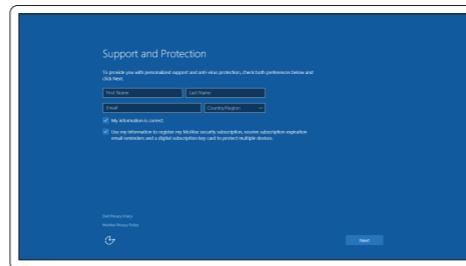 Support and Protection
To provide you with personalized support and anti-virus protection, check both preferences below and
click Next.
First Name
Last Name
Email
Country/Region
My information is correct.
Use my information to register my McAfee security subscription, receive subscription expiration
email reminders and a digital subscription key card to protect multiple devices.
Dell Privacy Policy
McAfee Privacy Policy
Next